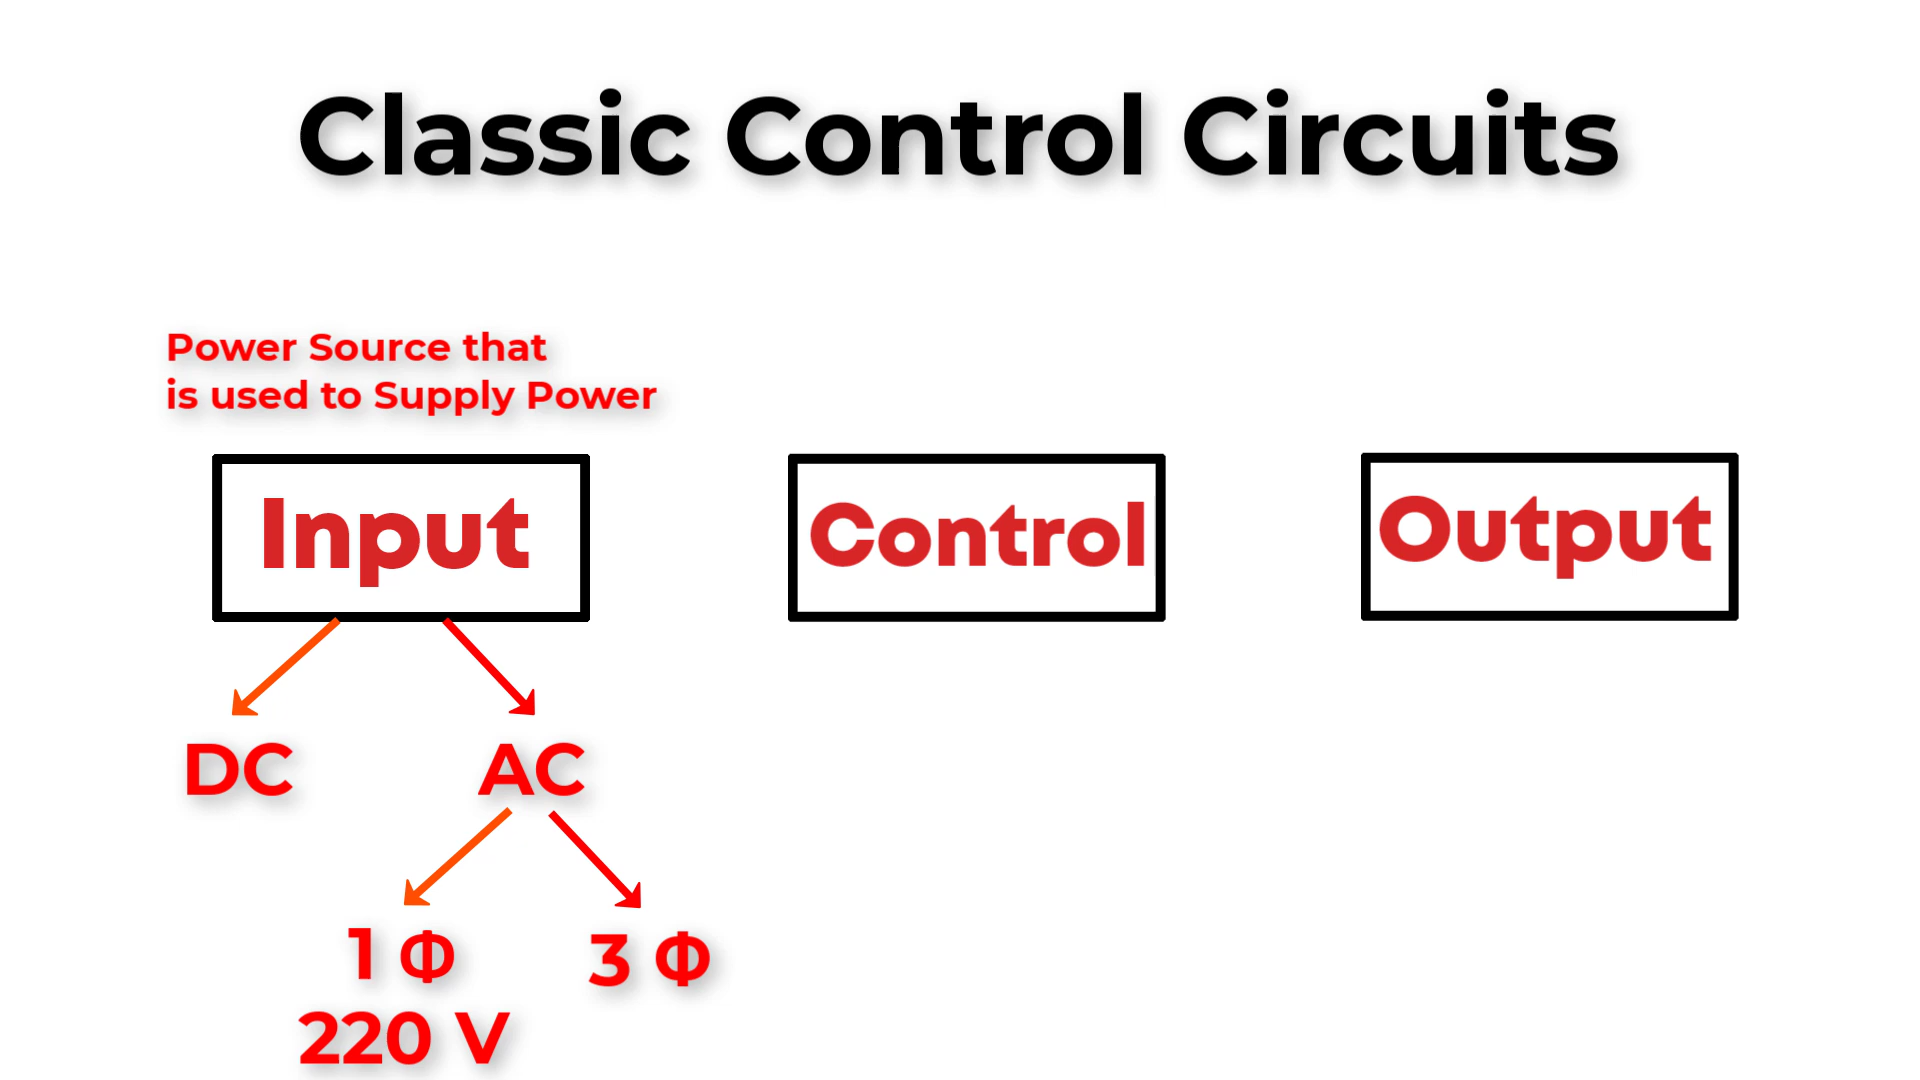 Classic Control Circuits
Power Source that
is used to Supply Power
Input
Control
Output
DC
AC
1 Φ
3 Φ
220 V